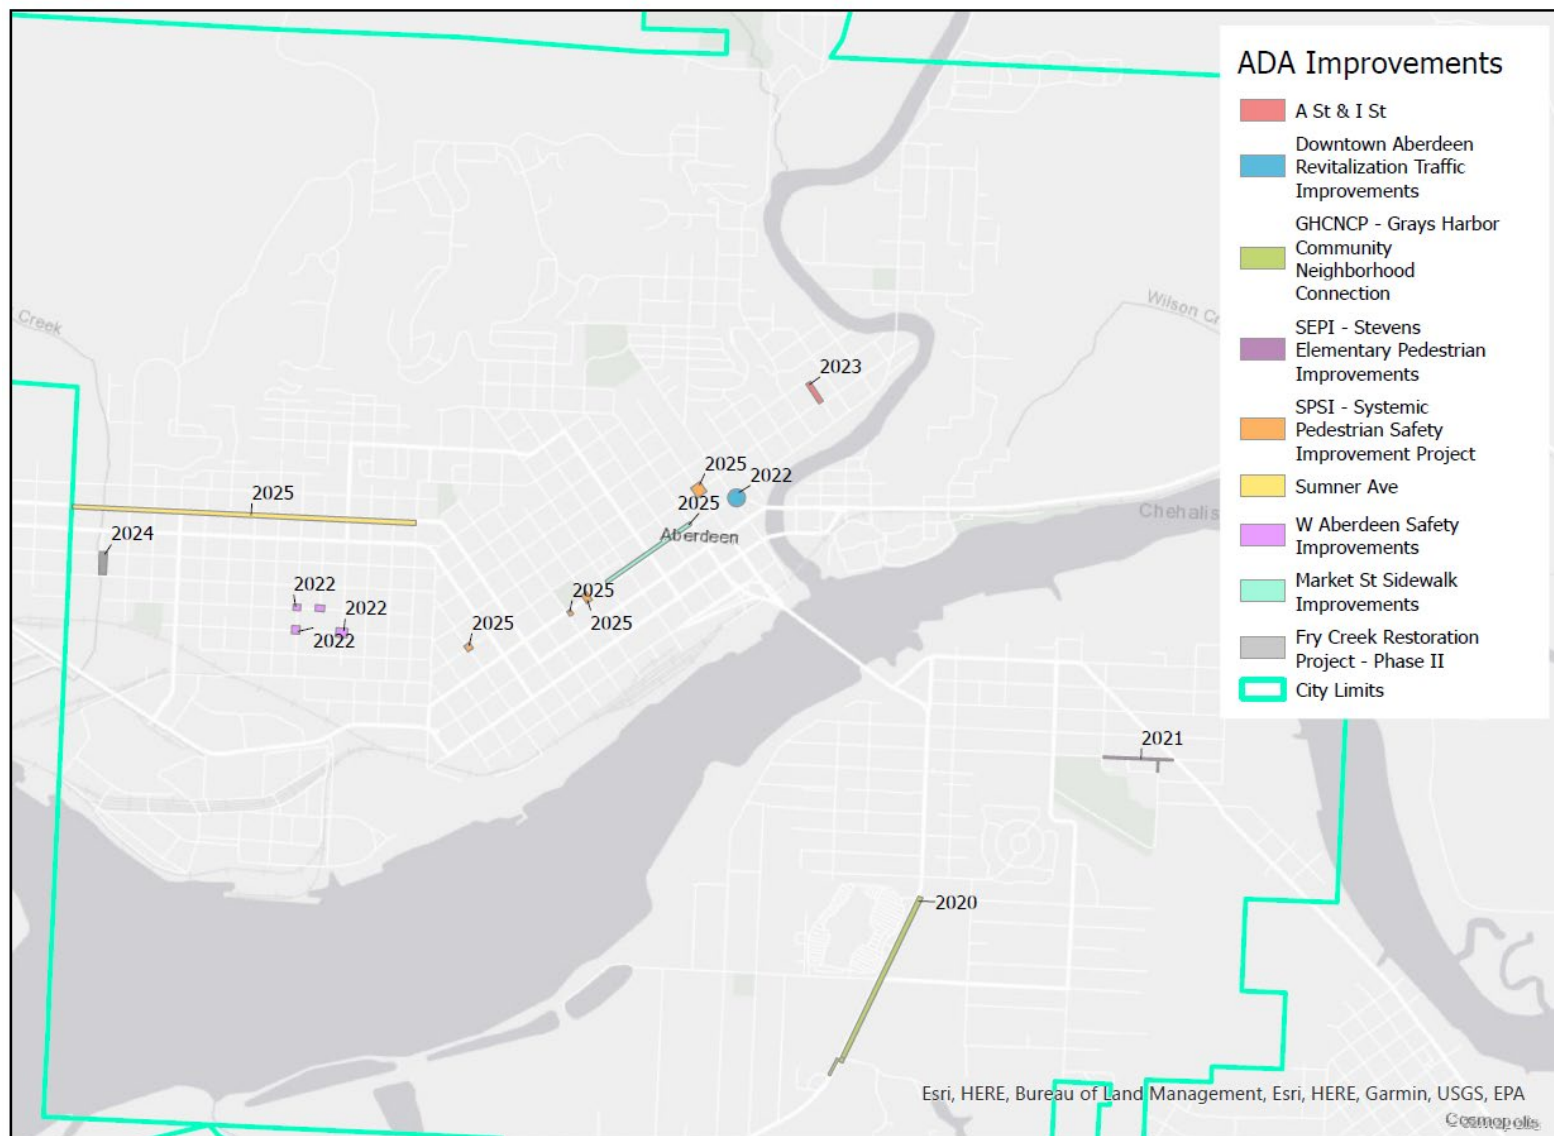 ADA Improvements
A St & I St
Downtown Aberdeen
Revitalization Traffic
Improvements
GHCNCP - Grays Harbor
Community
Neighborhood
Connection
SEPI - Stevens
Elementary Pedestrian
Improvements
SPSI - Systemic
Pedestrian Safety
Improvement Project
Sumner Ave
W Aberdeen Safety
Improvements
Market St Sidewalk
Improvements
Fry Creek Restoration
Project - Phase II
City Limits
Creek
Wilson
2023
2025
2022
2025
2025
Chehalis
Aberdeen
2024
2022
2025
2022
2025
2025
2022
2021
2020
Esri, HERE, Bureau of Land Management, Esri, HERE, Garmin, USGS, EPA
Cosmopolis